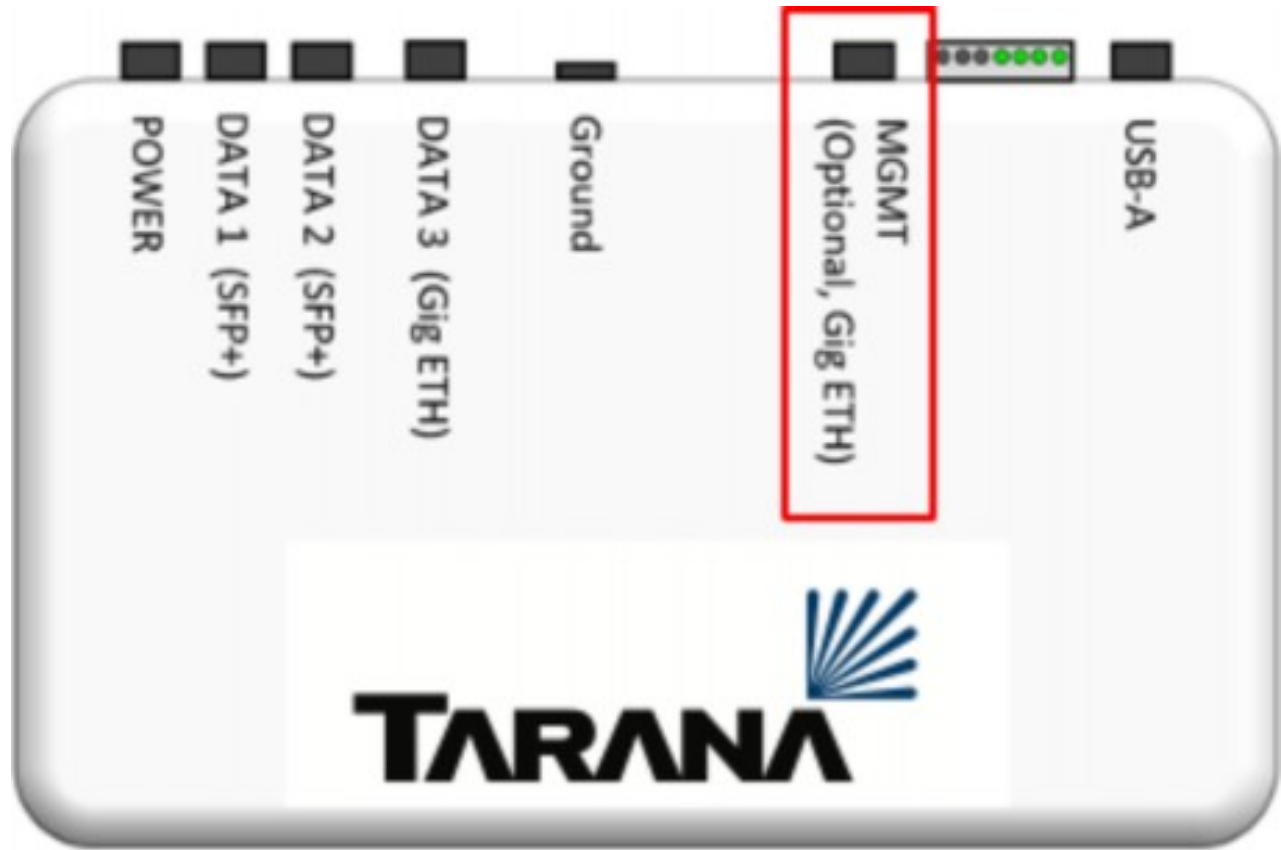 POWER
DATA 1 (SFP+)
DATA 2 (SFP+)
DATA 3 (Gig ETH)
Ground
MGMT
(Optional, Gig ETH)
USB-A
TARANA